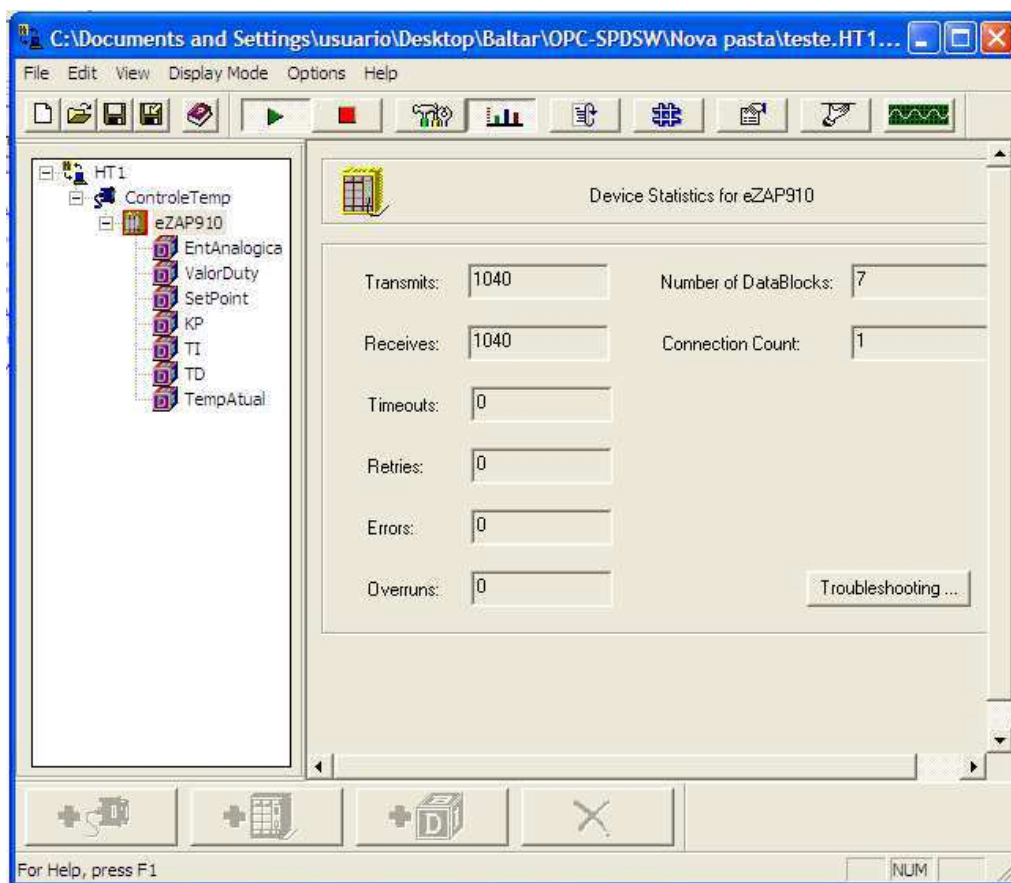 C:\Documents and Settings\usuario\Desktop\Baltar\OPC-SPDSW\Nova pasta\teste.HT1...
File Edit View Display Mode Options Help
HT1
ControleTemp
eZAP910
EntAnalogica
ValorDuty
SetPoint
KP
TI
TD
TempAtual
Device Statistics for eZAP910
Transmits: 1040 Number of DataBlocks: 7
Receives: 1040 Connection Count: 1
Timeouts: 0
Retries: 0
Errors: 0
Overruns: 0
Troubleshooting ...
D
For Help, press F1
NUM